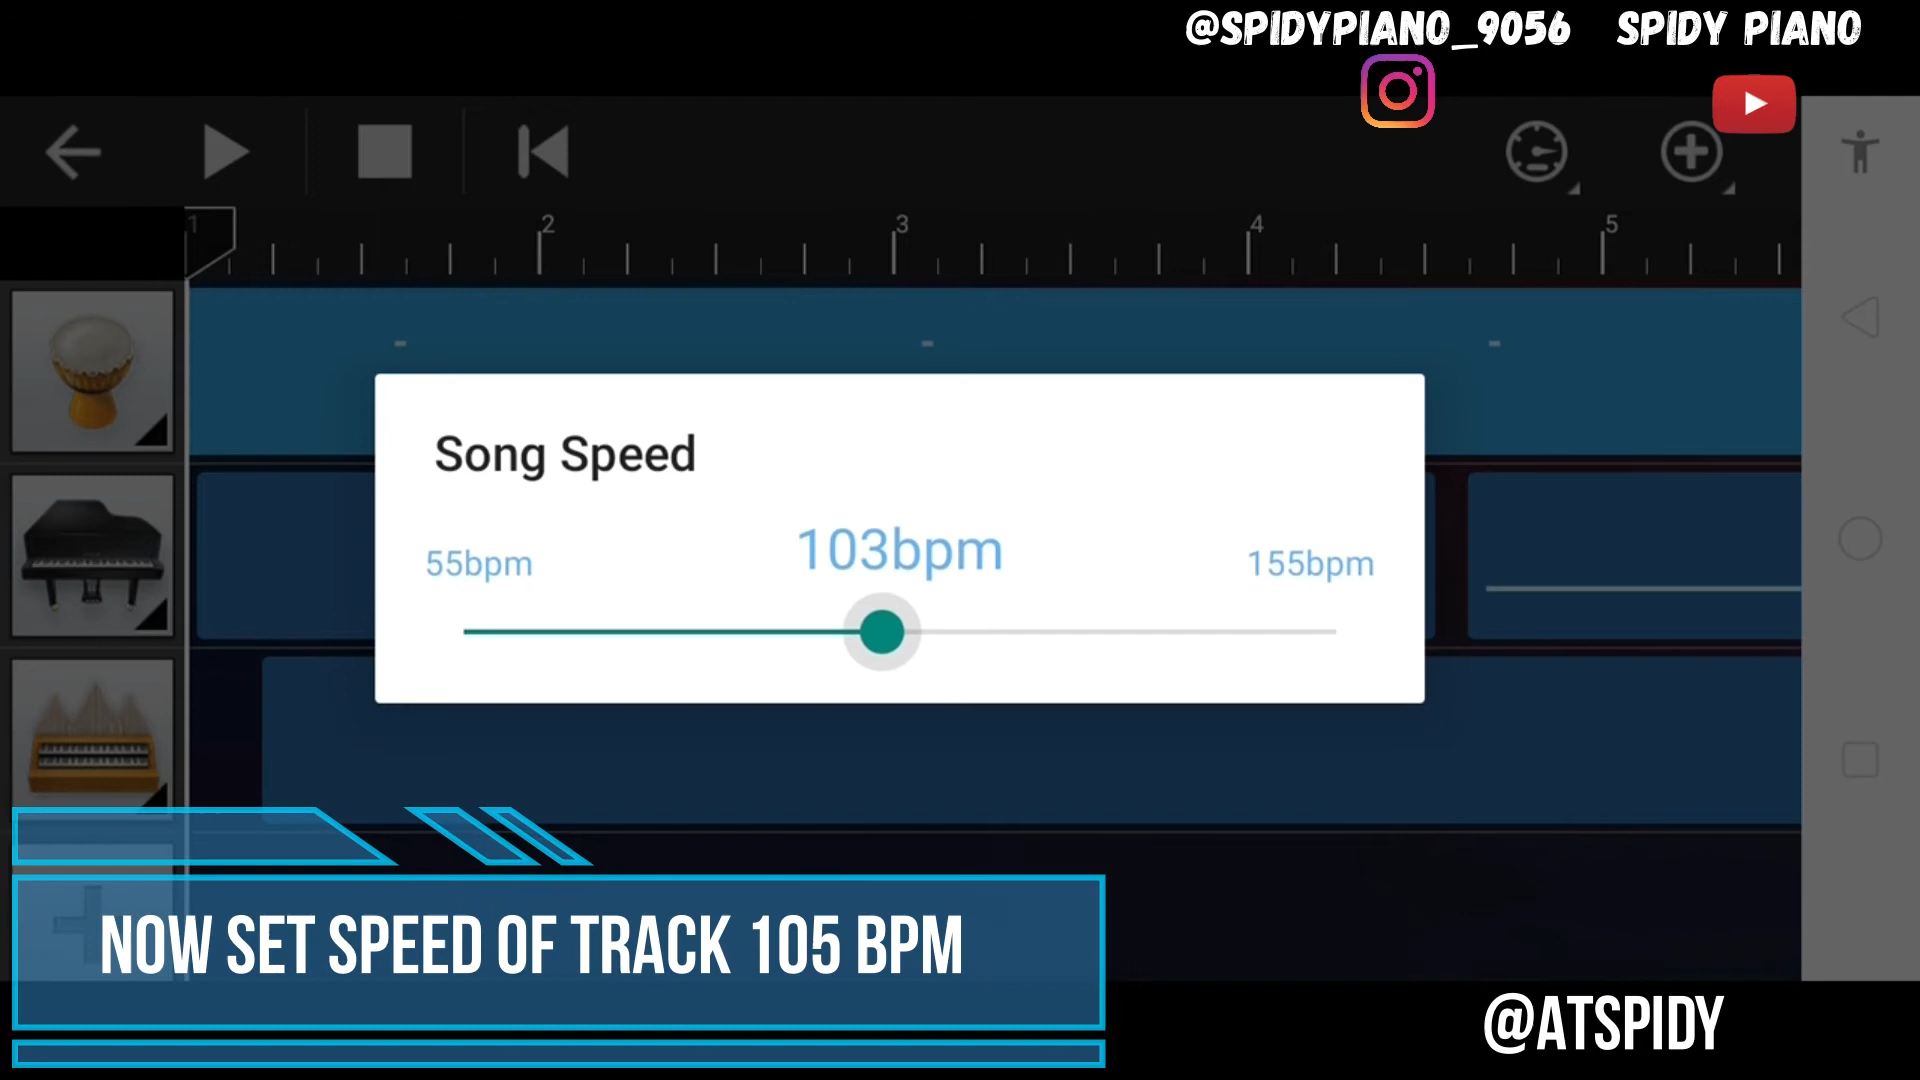 @SPIDYPIANO_9056 SPIDY PIANO
1 2 3 4 5
Song Speed
55bpm 103bpm 155bpm
NOW SET SPEED OF TRACK 105 BPM
@ATSPIDY